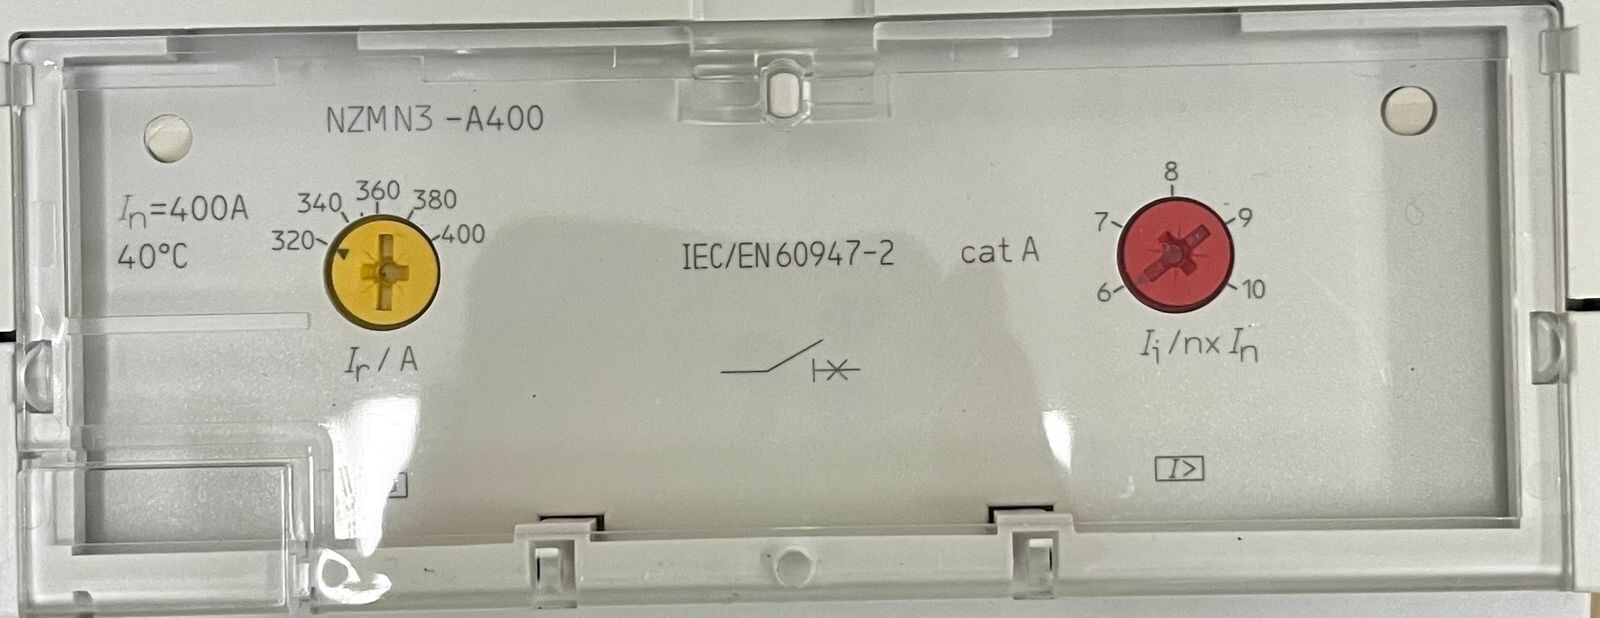 NZMN3-A400
In=400A
40°C
320 340 360 380 400
Ir/A
IEC/EN 60947-2 cat A
6 7 8 9 10
Ii/nx In
I>